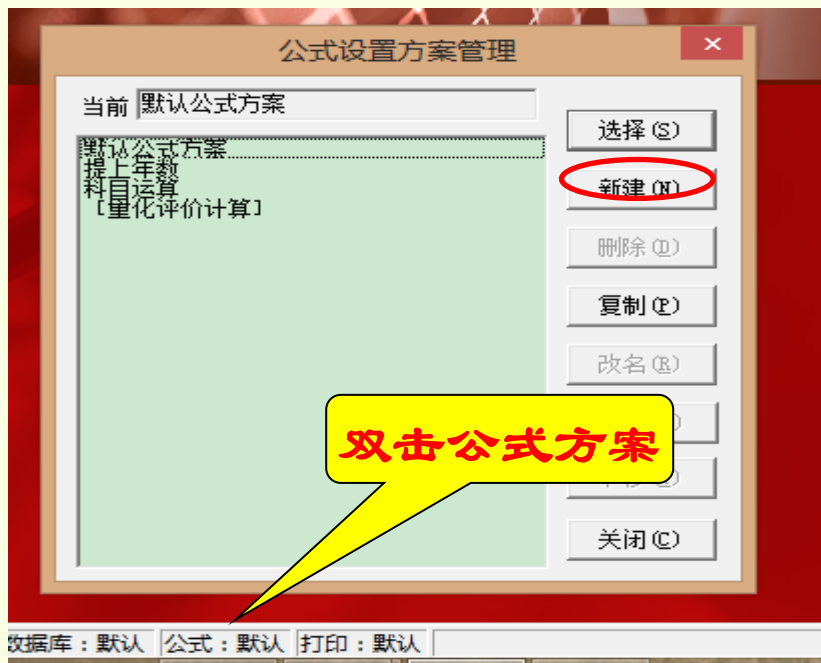 公式设置方案管理
当前 默认公式方案
默认公式方案
提上年数
科目运算
[量化评价计算]
选择(S)
新建(N)
删除(D)
复制(P)
改名(R)
关闭(C)
双击公式方案
数据库：默认 公式：默认 打印：默认